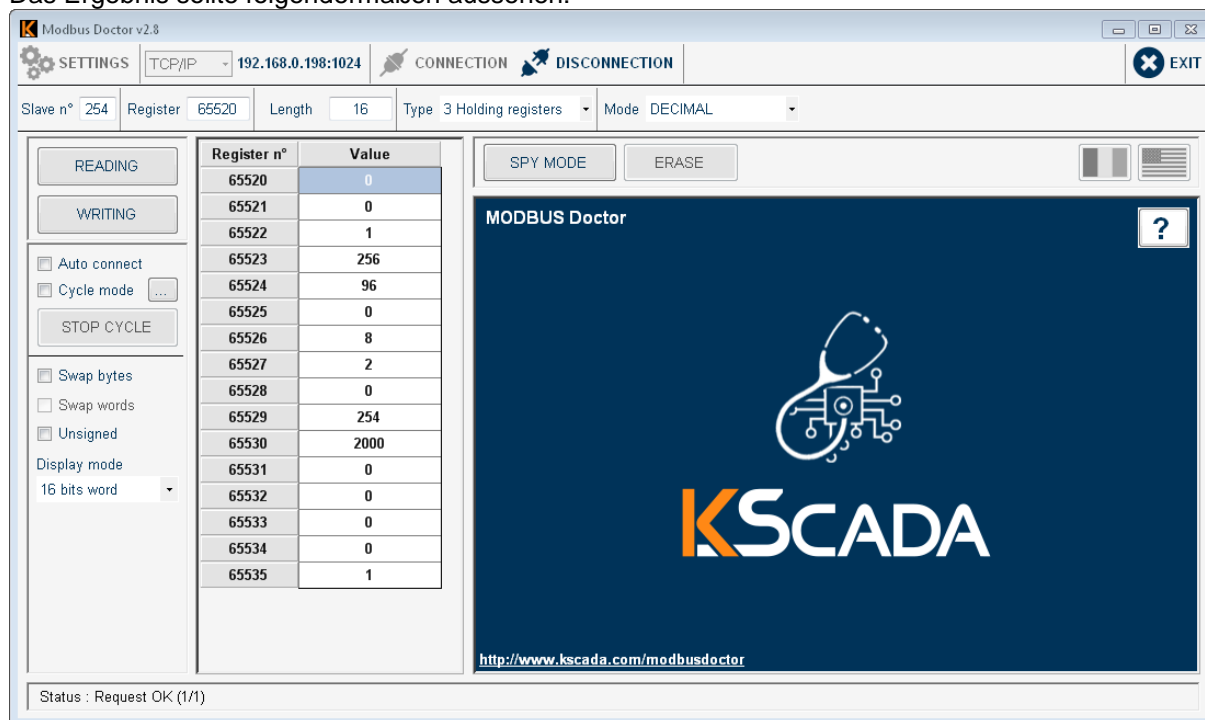 Das Ergebnis sollte folgendermaßen aussehen:
Modbus Doctor v2.8
SETTINGS TCP/IP 192.168.0.198:1024 CONNECTION DISCONNECTION EXIT
Slave n° 254 Register 65520 Length 16 Type 3 Holding registers Mode DECIMAL
READING
WRITING
Auto connect
Cycle mode ...
STOP CYCLE
Swap bytes
Swap words
Unsigned
Display mode
16 bits word
Register n° Value
65520 0
65521 0
65522 1
65523 256
65524 96
65525 0
65526 8
65527 2
65528 0
65529 254
65530 2000
65531 0
65532 0
65533 0
65534 0
65535 1
SPY MODE ERASE
MODBUS Doctor ?
KSCADA
http://www.kscada.com/modbusdoctor
Status : Request OK (1/1)